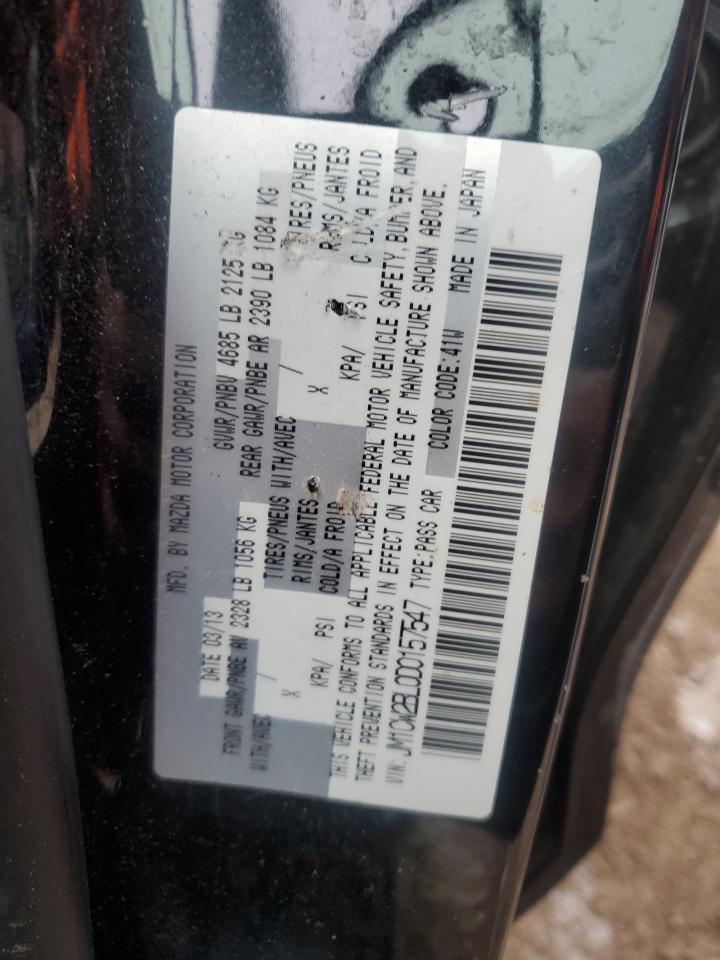 MFD. BY MAZDA MOTOR CORPORATION
DATE 03/13 GVWR/PNBV 4685 LB 2125 KG
FRONT GAWR/PNBE AV 2328 LB 1056 KG REAR GAWR/PNBE AR 2390 LB 1084 KG
WITH/AVEC / TIRES/PNEUS WITH/AVEC / TIRES/PNEUS
X RIMS/JANTES X RIMS/JANTES
KPA/ PSI COLD/A FROID KPA/ PSI COLD/A FROID
THIS VEHICLE CONFORMS TO ALL APPLICABLE FEDERAL MOTOR VEHICLE SAFETY BUMPER, AND
THEFT PREVENTION STANDARDS IN EFFECT ON THE DATE OF MANUFACTURE SHOWN ABOVE.
VIN: JM1CW2BL0D0157547 TYPE:PASS CAR COLOR CODE:41W MADE IN JAPAN